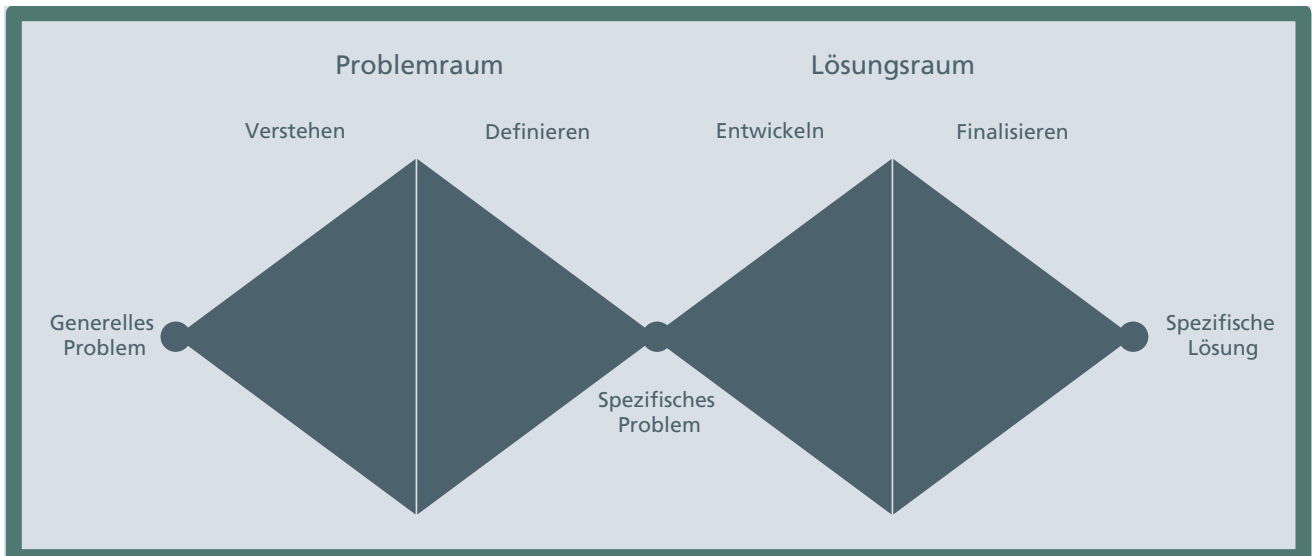 Problemraum
Lösungsraum
Verstehen
Definieren
Entwickeln
Finalisieren
Generelles
Problem
Spezifisches
Problem
Spezifische
Lösung